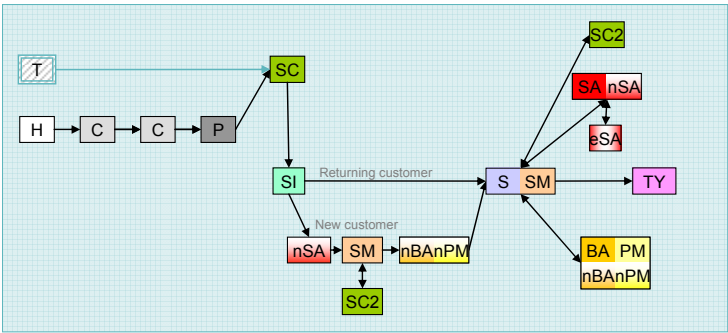 SC2
T
SC
SA nSA
H
C
C
P
eSA
Returning customer
SI
S SM
TY
New customer
nSA
SM
nBAnPM
BA PM
nBAnPM
SC2